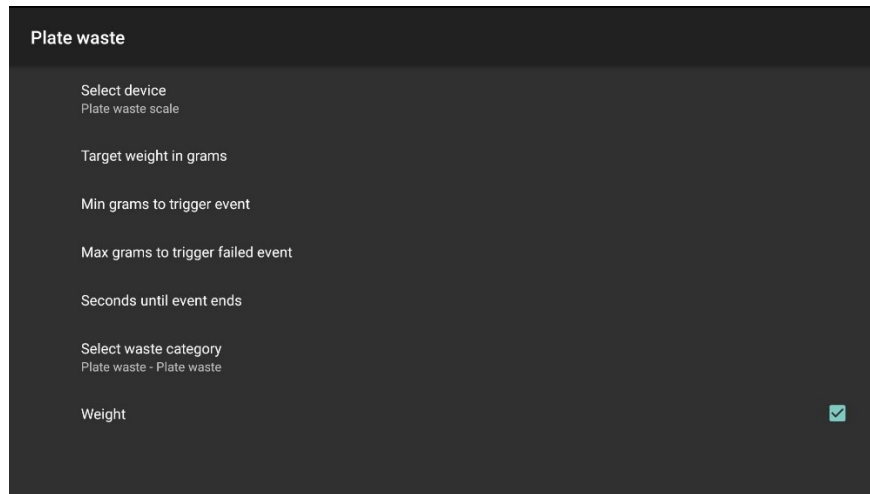 Plate waste
Select device
Plate waste scale
Target weight in grams
Min grams to trigger event
Max grams to trigger failed event
Seconds until event ends
Select waste category
Plate waste - Plate waste
Weight